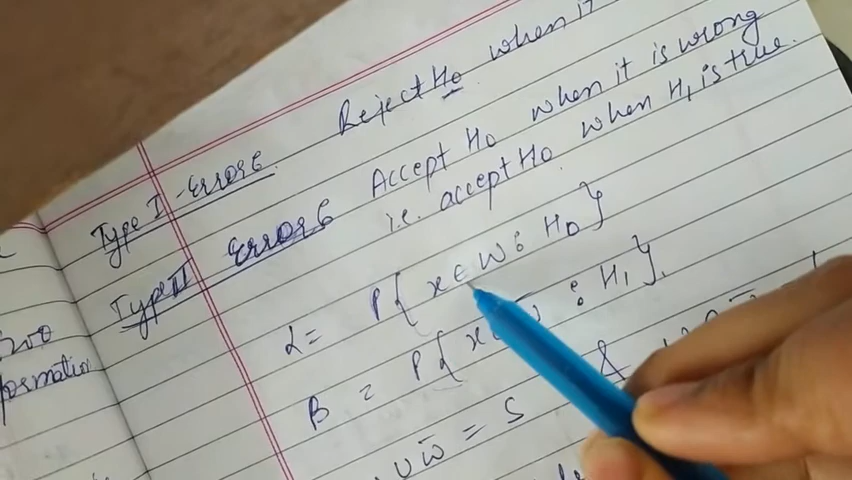 Type I - Error : Reject H0 when it
Type II Error : Accept H0 when it is wrong
i.e. accept H0 when H1 is true.
α = P{ x ∈ W : H0 }
β = P{ x : H1 }.
U W̄ = S &